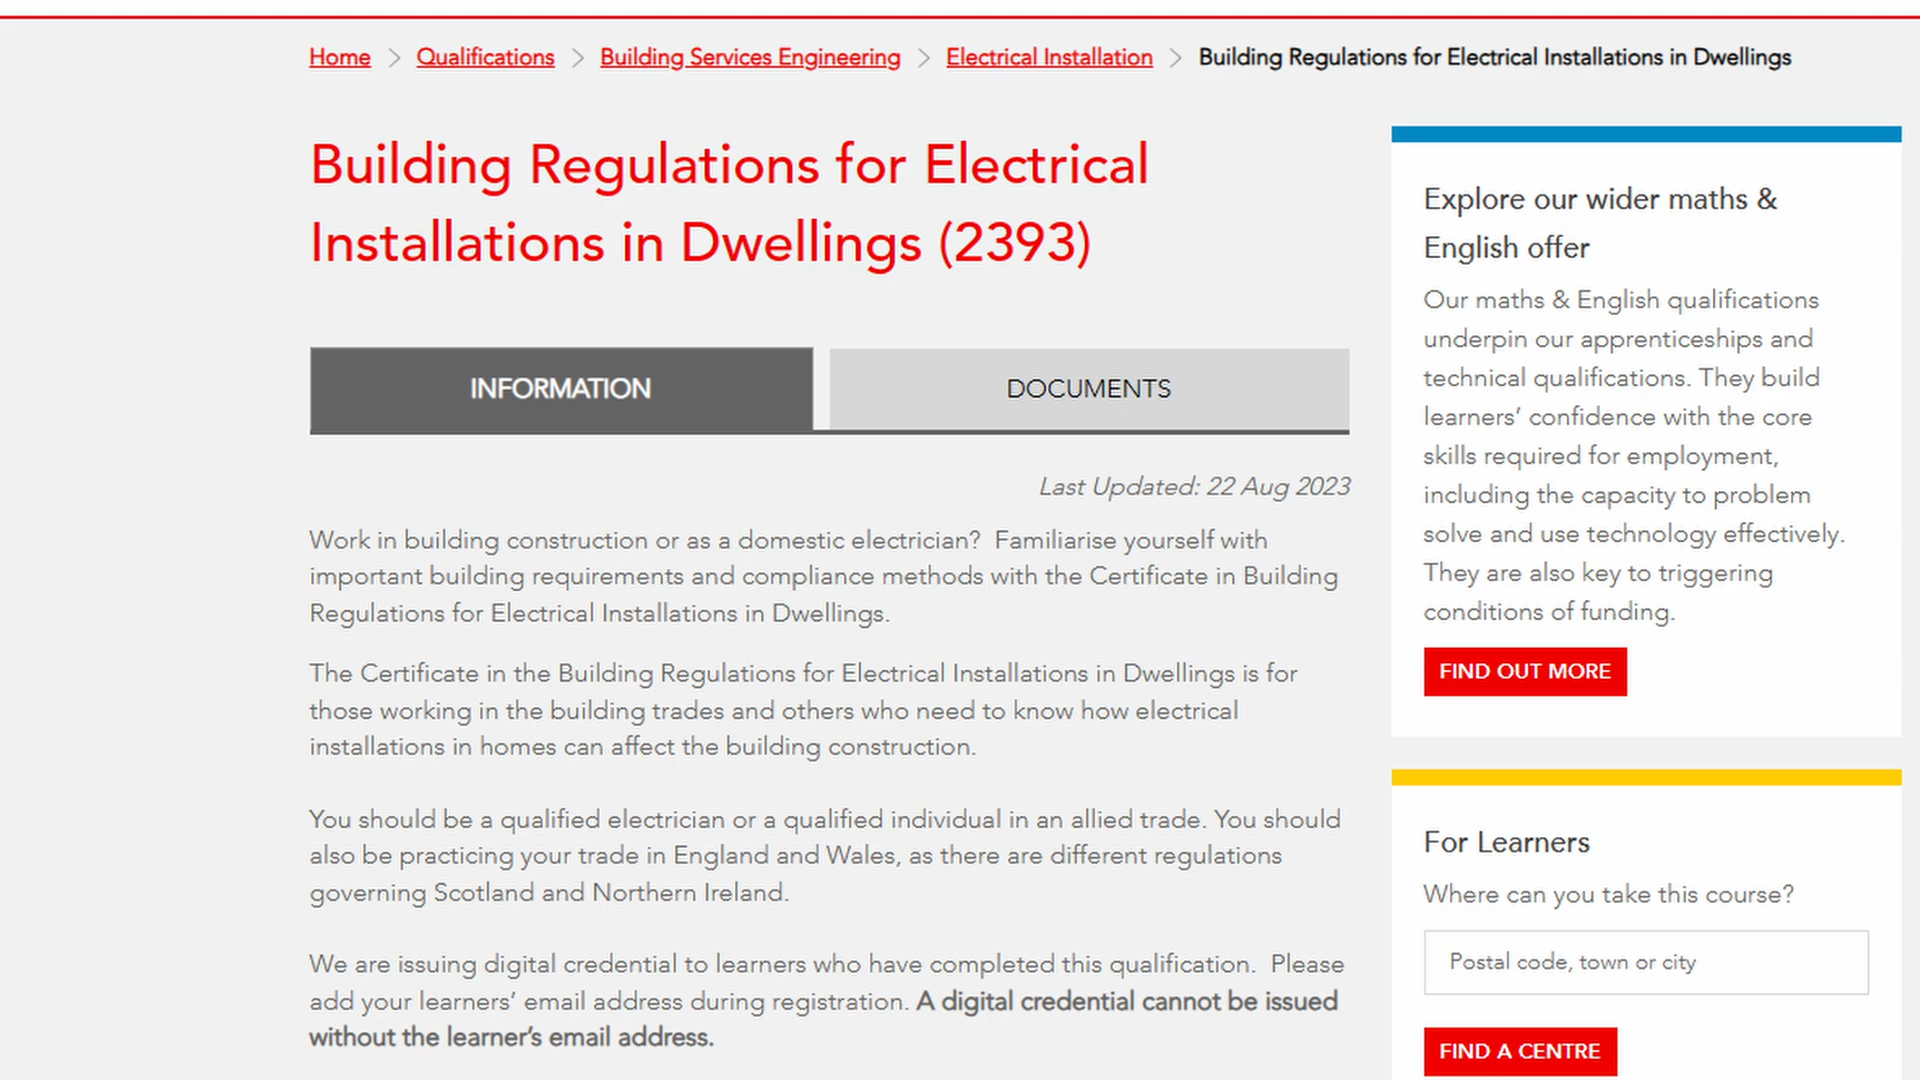 Home > Qualifications > Building Services Engineering > Electrical Installation > Building Regulations for Electrical Installations in Dwellings
Building Regulations for Electrical
Installations in Dwellings (2393)
INFORMATION
DOCUMENTS
Last Updated: 22 Aug 2023
Work in building construction or as a domestic electrician? Familiarise yourself with
important building requirements and compliance methods with the Certificate in Building
Regulations for Electrical Installations in Dwellings.
The Certificate in the Building Regulations for Electrical Installations in Dwellings is for
those working in the building trades and others who need to know how electrical
installations in homes can affect the building construction.
You should be a qualified electrician or a qualified individual in an allied trade. You should
also be practicing your trade in England and Wales, as there are different regulations
governing Scotland and Northern Ireland.
We are issuing digital credential to learners who have completed this qualification. Please
add your learners’ email address during registration. A digital credential cannot be issued
without the learner’s email address.
Explore our wider maths &
English offer
Our maths & English qualifications
underpin our apprenticeships and
technical qualifications. They build
learners’ confidence with the core
skills required for employment,
including the capacity to problem
solve and use technology effectively.
They are also key to triggering
conditions of funding.
FIND OUT MORE
For Learners
Where can you take this course?
Postal code, town or city
FIND A CENTRE